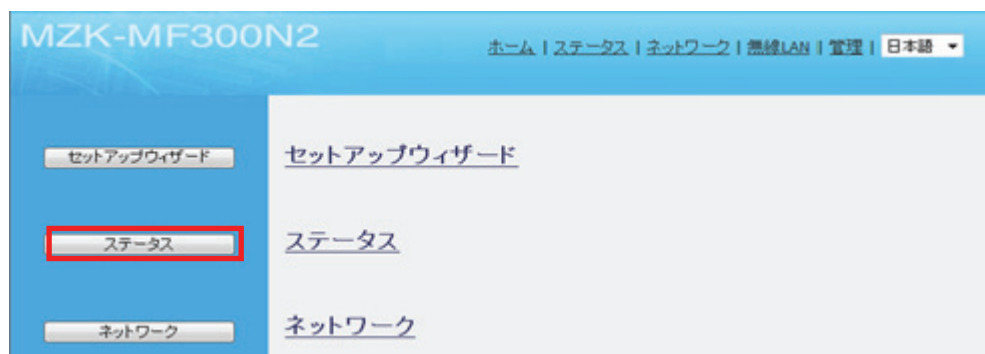 MZK-MF300N2
ホーム | ステータス | ネットワーク | 無線LAN | 管理 | 日本語
セットアップウィザード セットアップウィザード
ステータス ステータス
ネットワーク ネットワーク